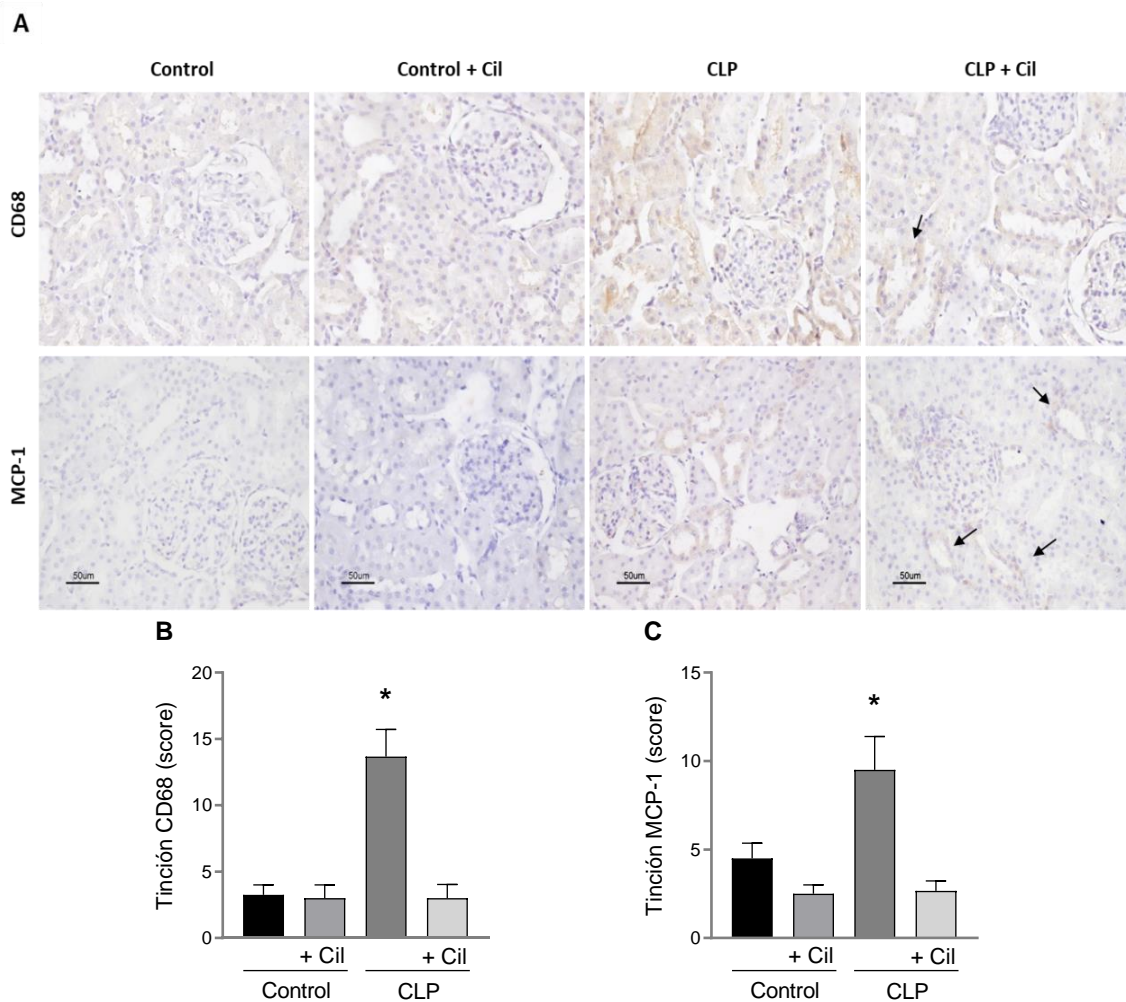 A
Control Control + Cil CLP CLP + Cil
CD68
MCP-1
50um 50um 50um 50um
B
Tinción CD68 (score)
20
15
10
5
0
*
+ Cil + Cil
Control CLP
C
Tinción MCP-1 (score)
15
10
5
0
*
+ Cil + Cil
Control CLP